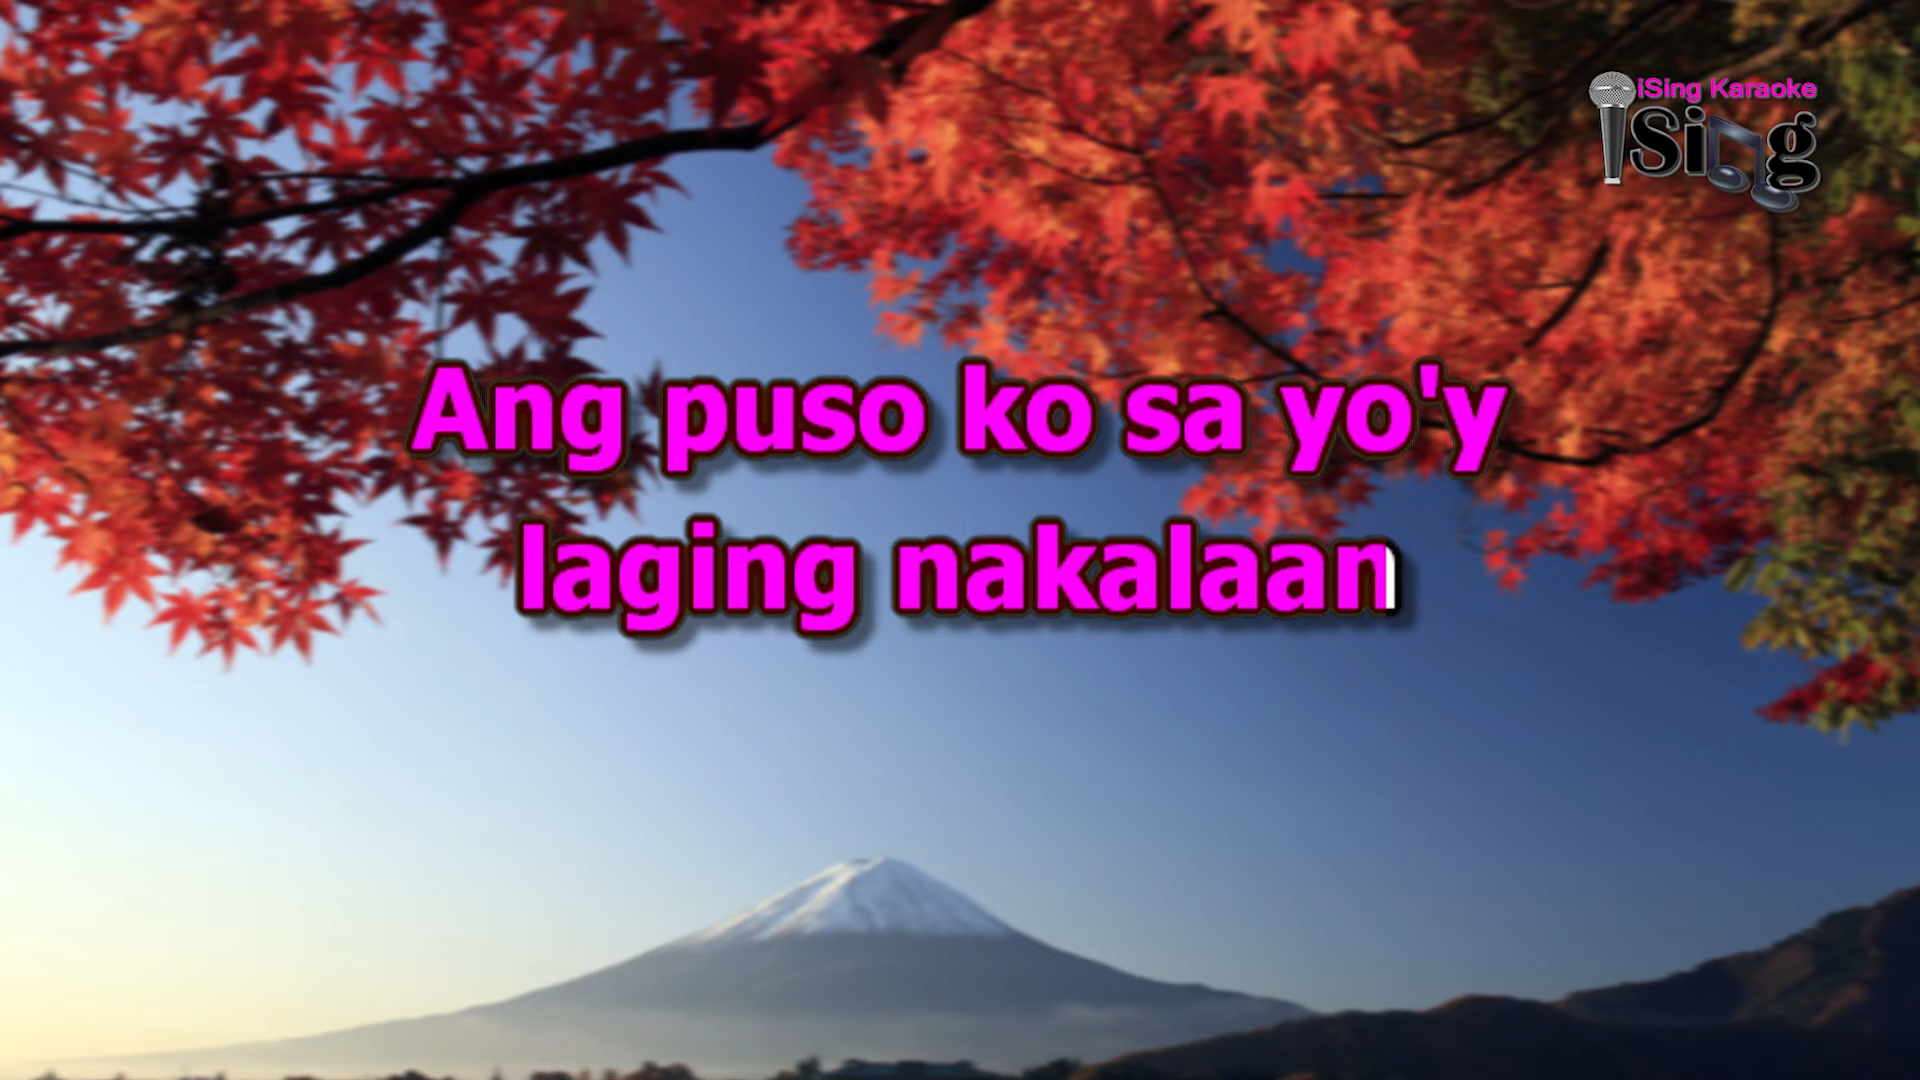 iSing Karaoke
iSing
Ang puso ko sa yo'y
laging nakalaan